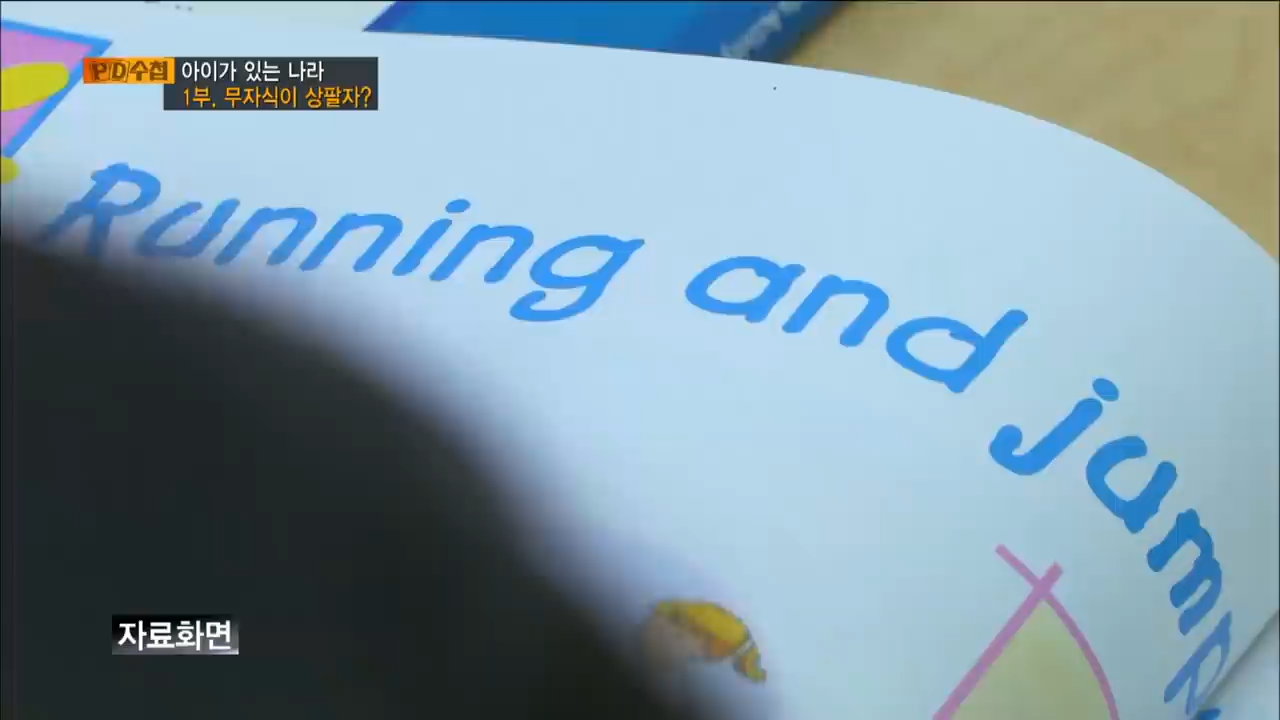 PD수첩 아이가 있는 나라
1부. 무자식이 상팔자?
Running and jump
자료화면